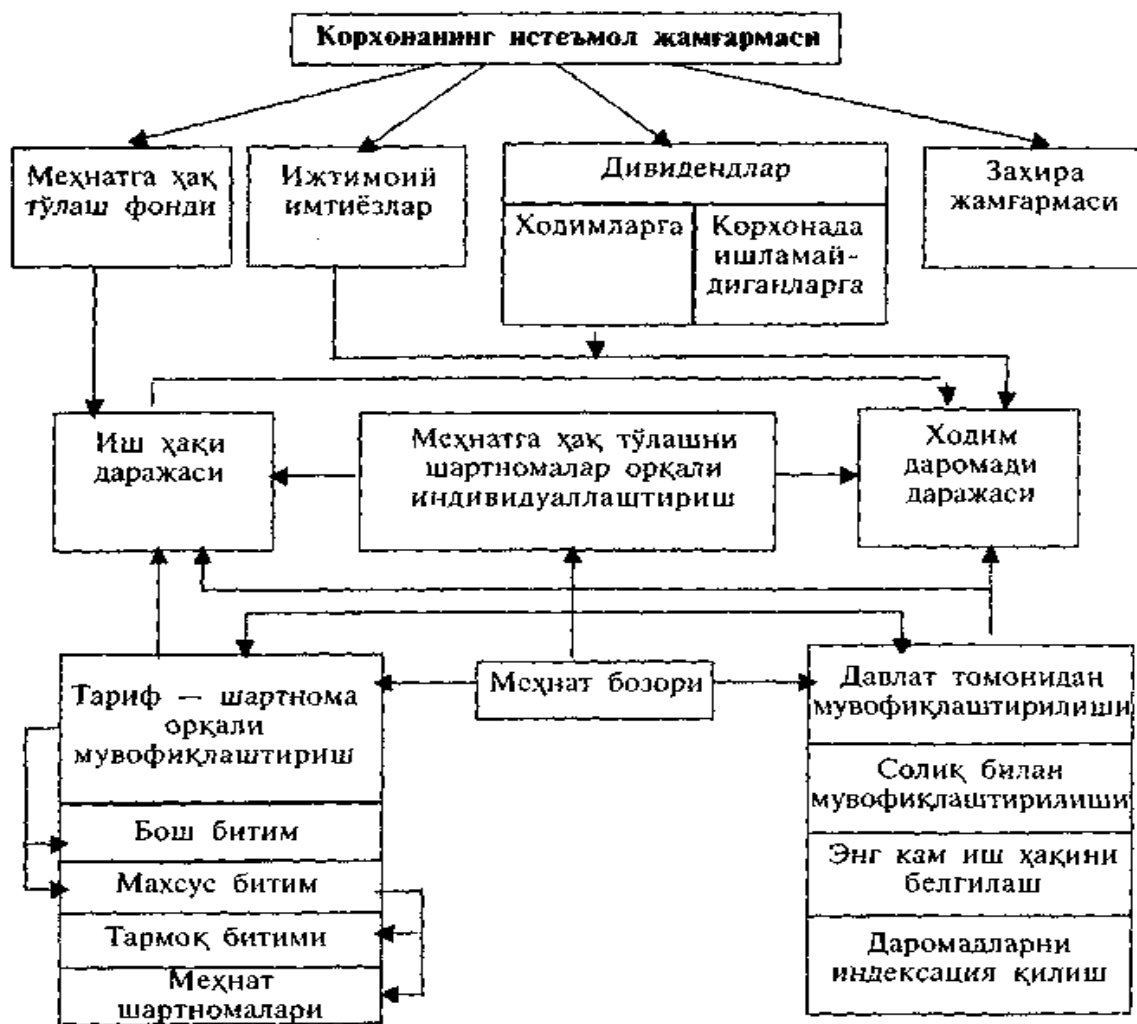 Корхонанинг истеъмол жамғармаси
Меҳнатга ҳақ
тўлаш фонди
Ижтимоий
имтиёзлар
Дивидендлар
Ходимларга
Корхонада
ишламай-
диганларга
Захира
жамғармаси
Иш ҳақи
даражаси
Меҳнатга ҳақ тўлашни
шартномалар орқали
индивидуаллаштириш
Ходим
даромади
даражаси
Тариф — шартнома
орқали
мувофиқлаштириш
Бош битим
Махсус битим
Тармоқ битими
Меҳнат
шартномалари
Меҳнат бозори
Давлат томонидан
мувофиқлаштирилиши
Солиқ билан
мувофиқлаштирилиши
Энг кам иш ҳақини
белгилаш
Даромадларни
индексация қилиш